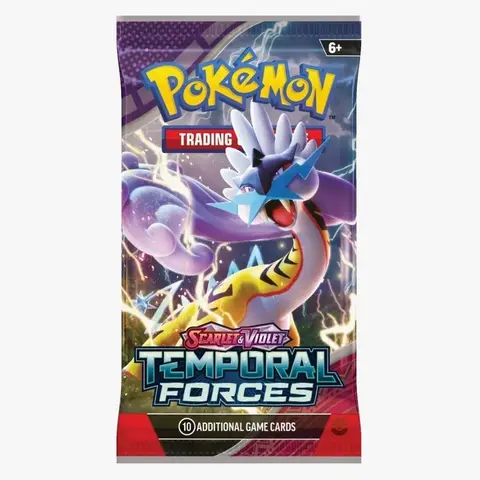 6+
POKéMON
TRADING
SCARLET & VIOLET
TEMPORAL
FORCES
10 ADDITIONAL GAME CARDS